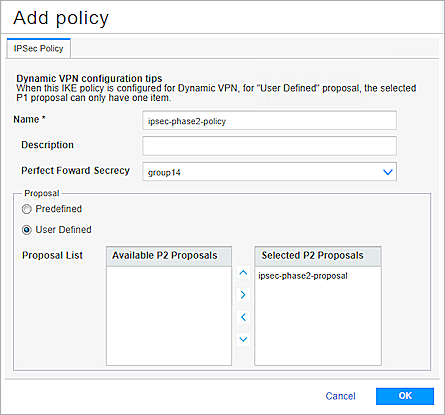 Add policy
IPSec Policy
Dynamic VPN configuration tips
When this IKE policy is configured for Dynamic VPN, for "User Defined" proposal, the selected
P1 proposal can only have one item.
Name * ipsec-phase2-policy
Description
Perfect Foward Secrecy group14
Proposal
Predefined
User Defined
Proposal List Available P2 Proposals Selected P2 Proposals
ipsec-phase2-proposal
Cancel OK